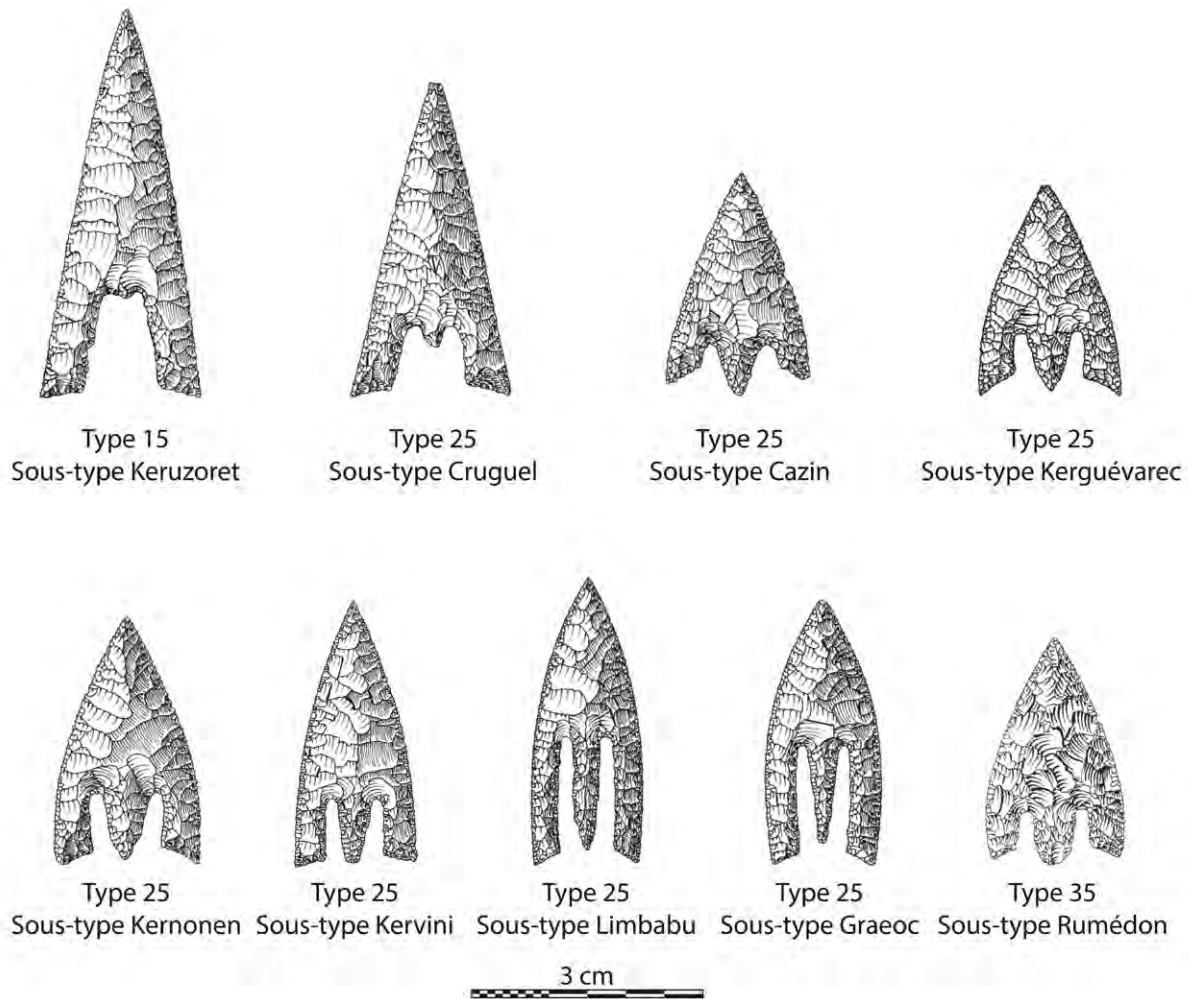 Type 15
Sous-type Keruzoret
Type 25
Sous-type Cruguel
Type 25
Sous-type Cazin
Type 25
Sous-type Kerguévarec
Type 25
Sous-type Kernonen
Type 25
Sous-type Kervini
Type 25
Sous-type Limbabu
Type 25
Sous-type Graeoc
Type 35
Sous-type Rumédon
3 cm